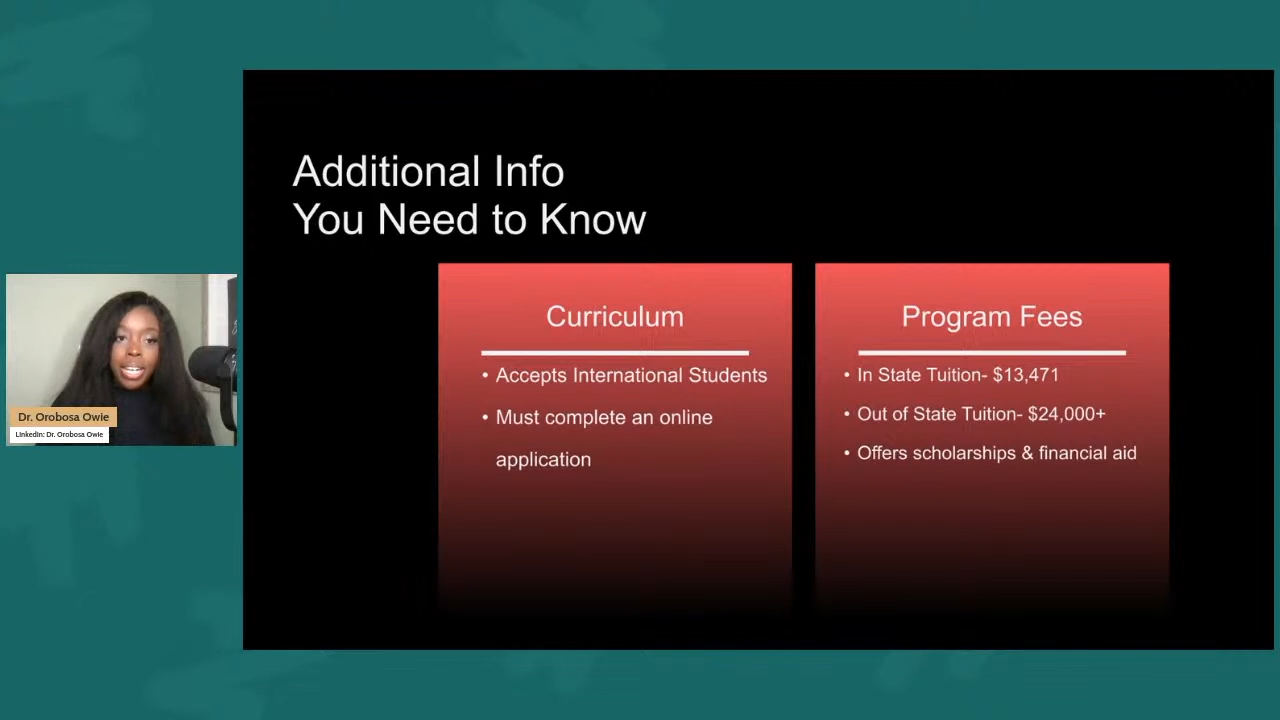 Additional Info
You Need to Know
Curriculum
• Accepts International Students
• Must complete an online
application
Program Fees
• In State Tuition- $13,471
• Out of State Tuition- $24,000+
• Offers scholarships & financial aid
Dr. Orobosa Owie
LinkedIn: Dr. Orobosa Owie